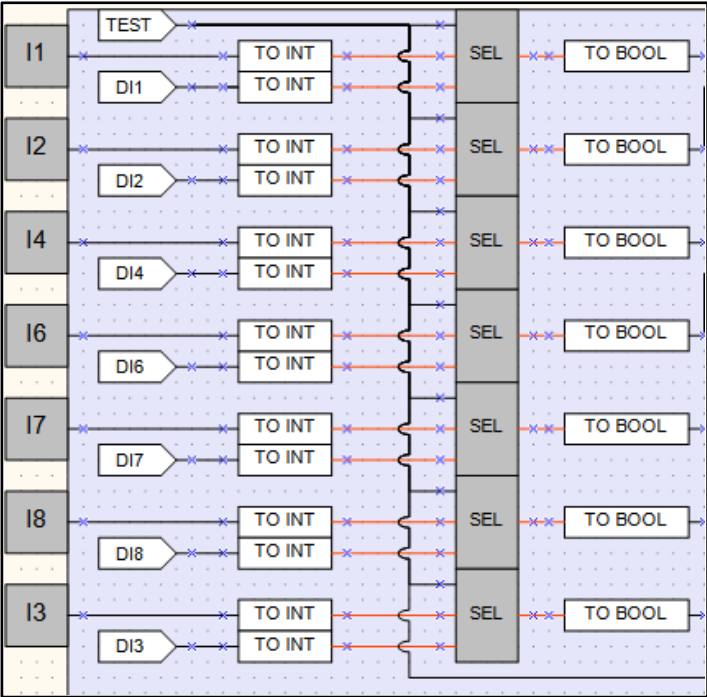 TEST
I1 TO INT SEL TO BOOL
DI1 TO INT
I2 TO INT SEL TO BOOL
DI2 TO INT
I4 TO INT SEL TO BOOL
DI4 TO INT
I6 TO INT SEL TO BOOL
DI6 TO INT
I7 TO INT SEL TO BOOL
DI7 TO INT
I8 TO INT SEL TO BOOL
DI8 TO INT
I3 TO INT SEL TO BOOL
DI3 TO INT